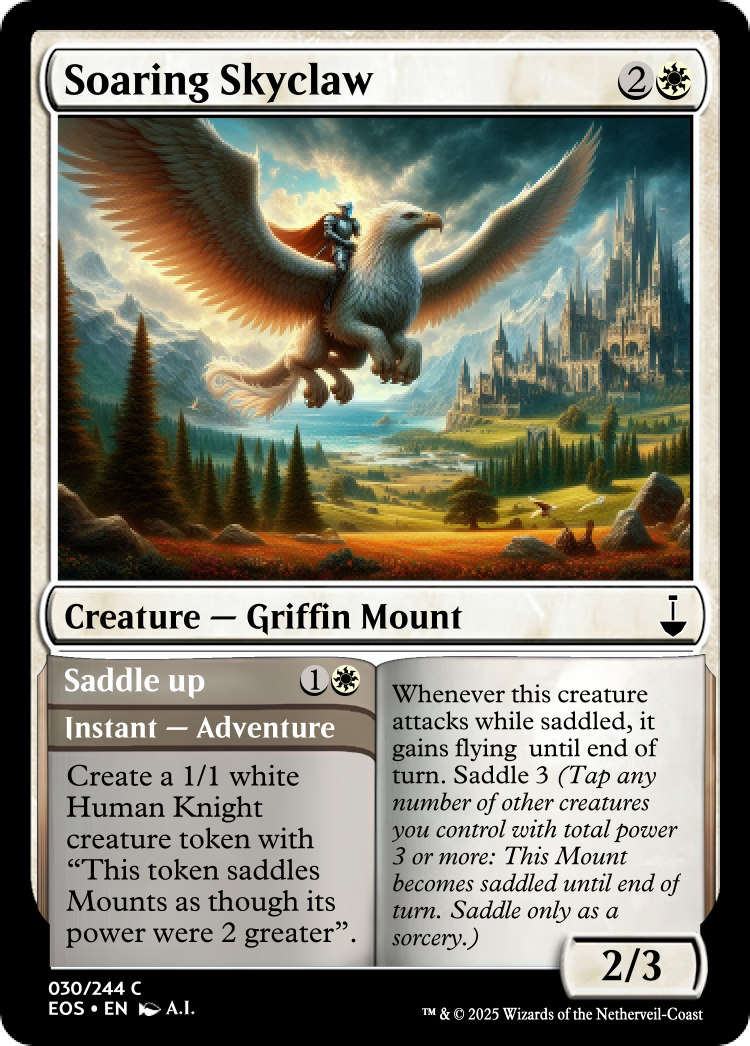 Soaring Skyclaw 2
Creature — Griffin Mount
Saddle up 1
Instant — Adventure
Create a 1/1 white
Human Knight
creature token with
“This token saddles
Mounts as though its
power were 2 greater”.
Whenever this creature
attacks while saddled, it
gains flying until end of
turn. Saddle 3 (Tap any
number of other creatures
you control with total power
3 or more: This Mount
becomes saddled until end of
turn. Saddle only as a
sorcery.)
2/3
030/244 C
EOS • EN A.I.
™ & © 2025 Wizards of the Netherveil-Coast